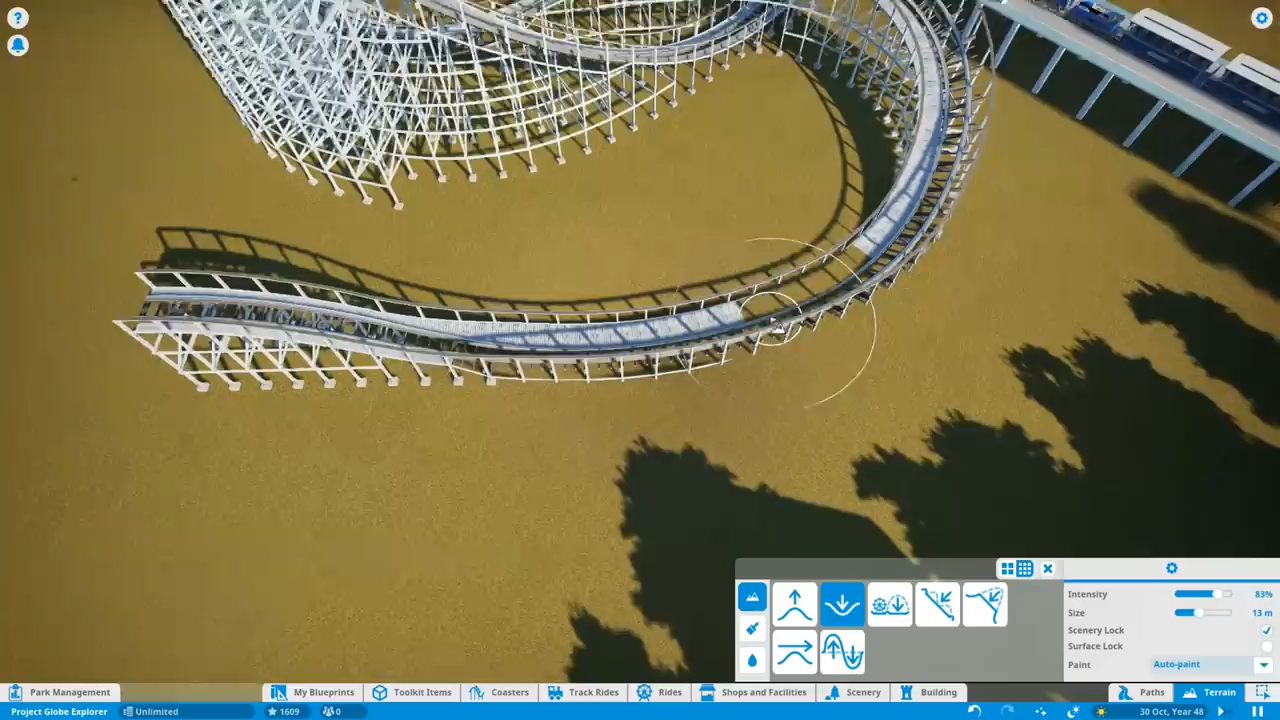 ?
Intensity 83%
Size 13 m
Scenery Lock
Surface Lock
Paint Auto-paint
Park Management My Blueprints Toolkit Items Coasters Track Rides Rides Shops and Facilities Scenery Building Paths Terrain
Project Globe Explorer Unlimited 1609 0 30 Oct, Year 48